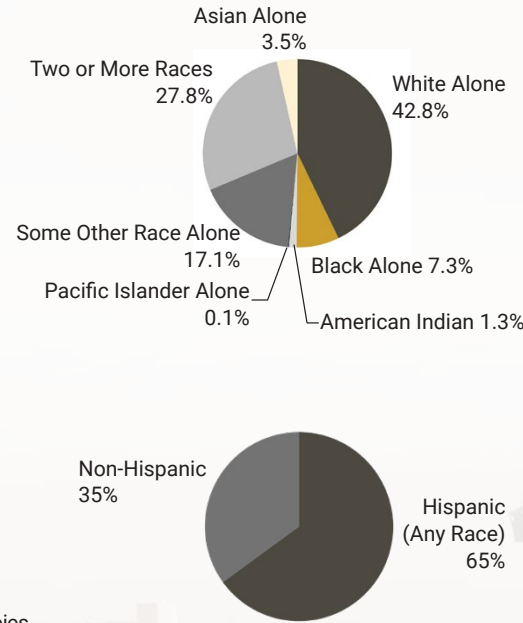 Asian Alone
3.5%
Two or More Races
27.8%
White Alone
42.8%
Some Other Race Alone
17.1%
Black Alone 7.3%
Pacific Islander Alone
0.1%
American Indian 1.3%
Non-Hispanic
35%
Hispanic
(Any Race)
65%